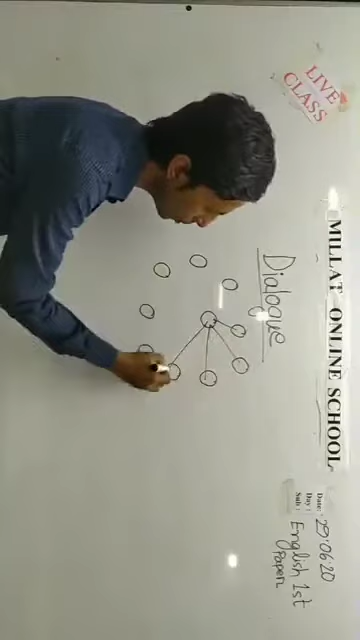 LIVE
CLASS
MILLAT ONLINE SCHOOL
Date: 29.06.20
Day:
Sub: English 1st
Paper
Dialogue